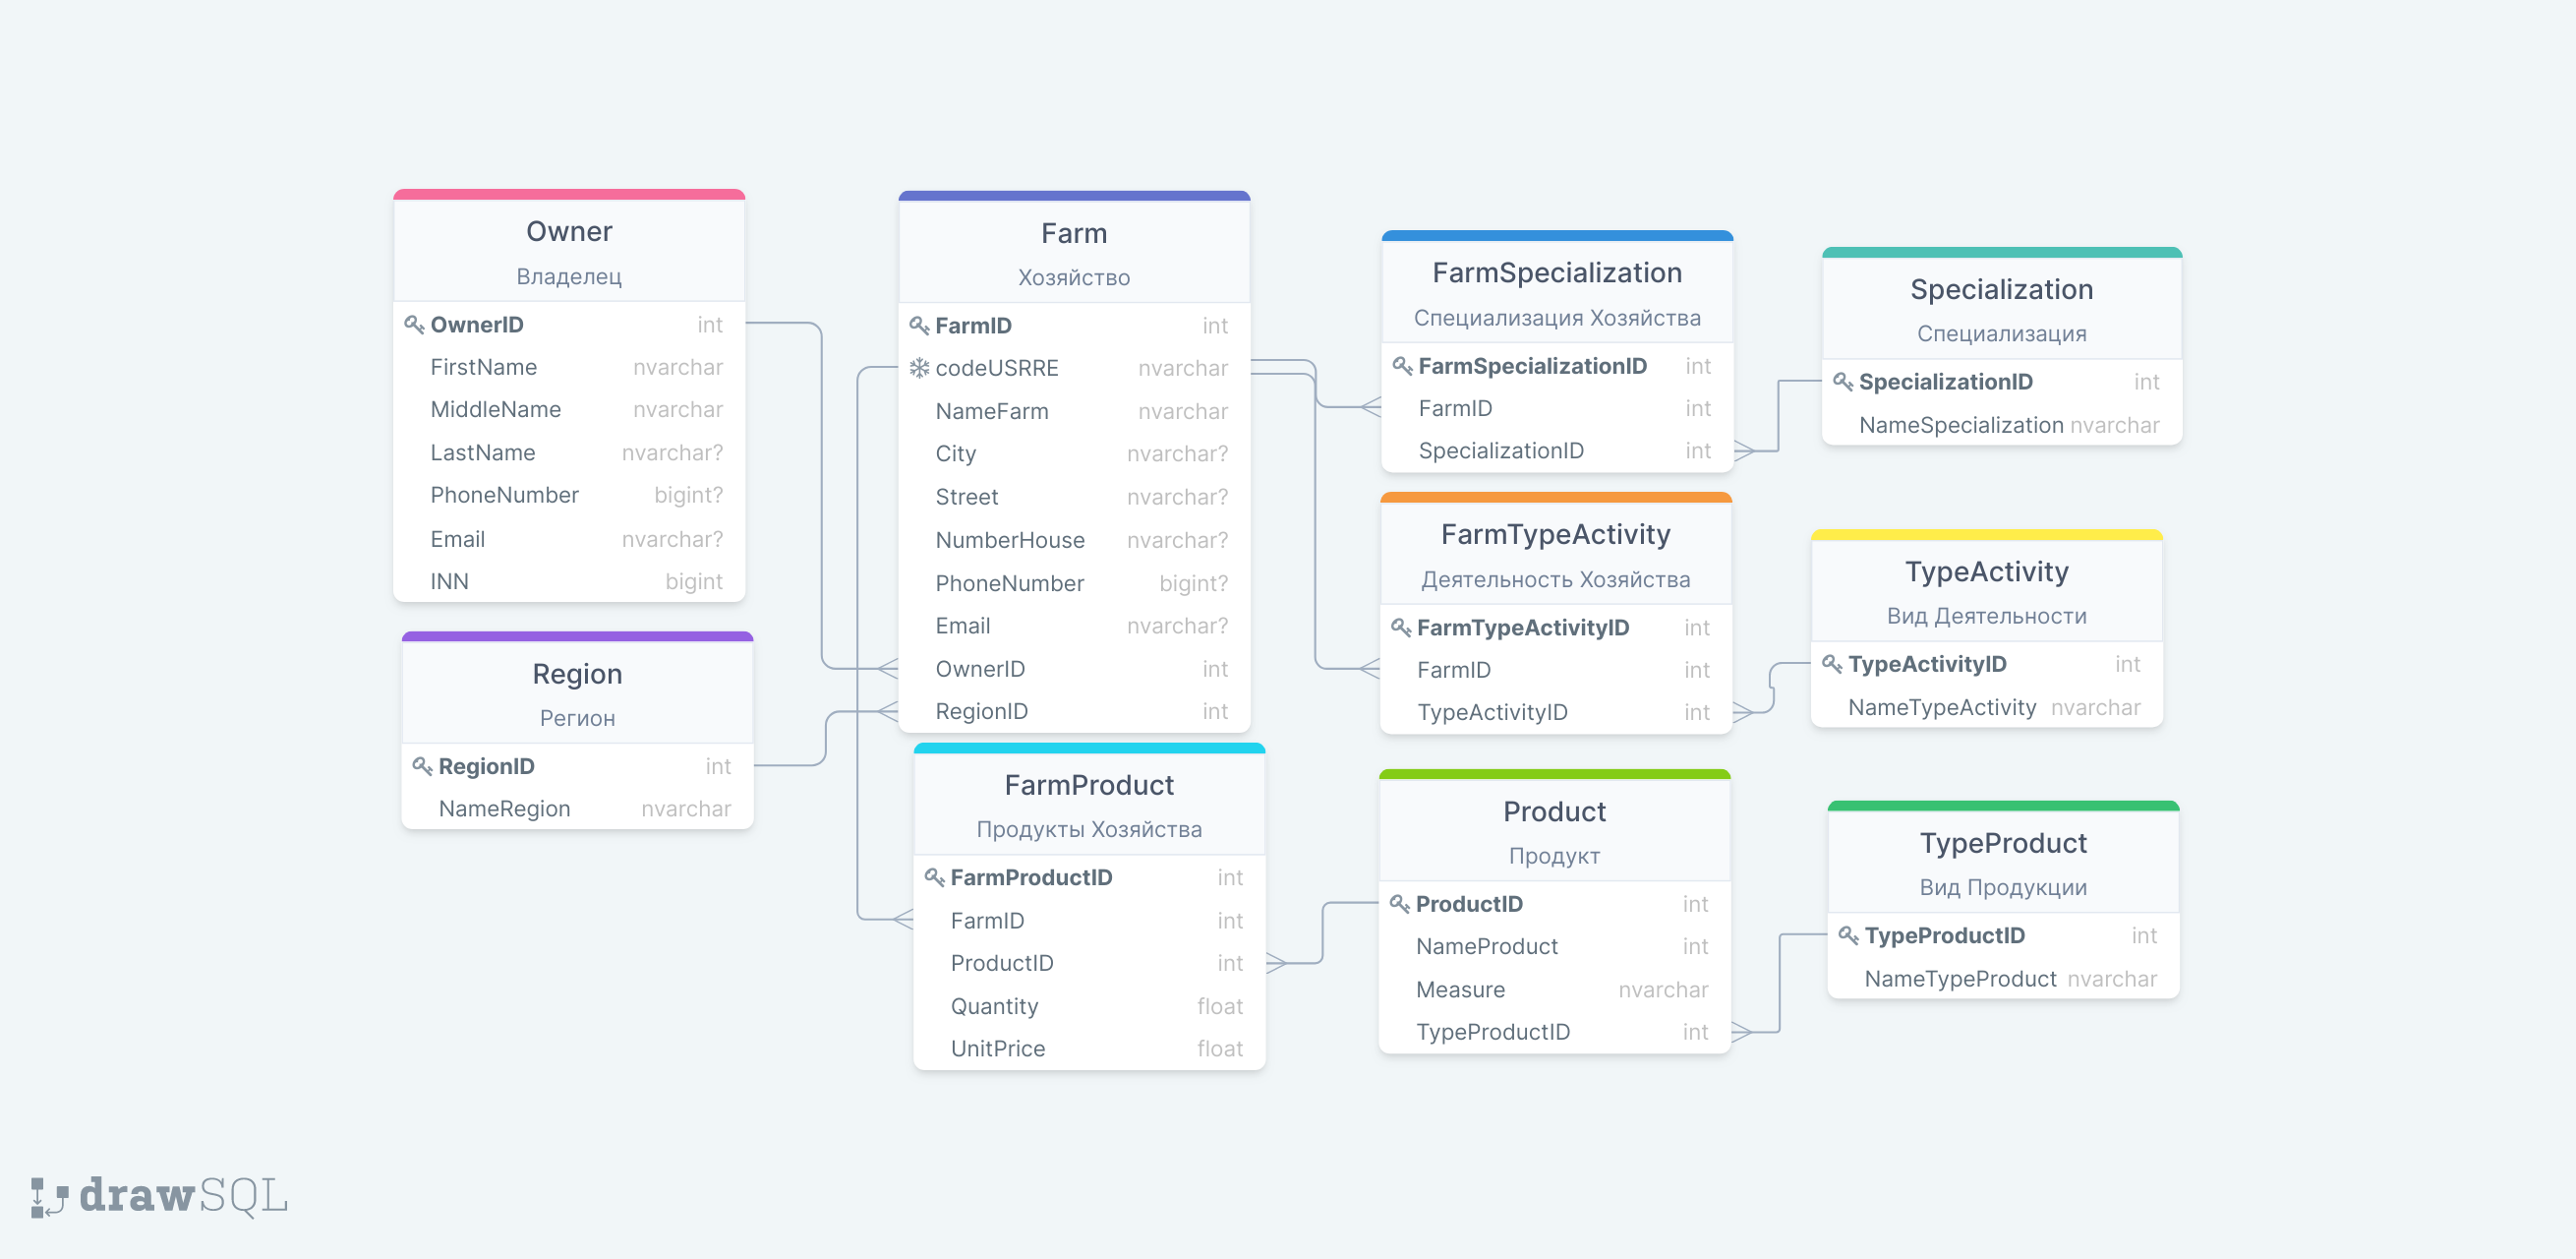 Owner
Владелец
OwnerID int
FirstName nvarchar
MiddleName nvarchar
LastName nvarchar?
PhoneNumber bigint?
Email nvarchar?
INN bigint
Region
Регион
RegionID int
NameRegion nvarchar
Farm
Хозяйство
FarmID int
codeUSRRE nvarchar
NameFarm nvarchar
City nvarchar?
Street nvarchar?
NumberHouse nvarchar?
PhoneNumber bigint?
Email nvarchar?
OwnerID int
RegionID int
FarmProduct
Продукты Хозяйства
FarmProductID int
FarmID int
ProductID int
Quantity float
UnitPrice float
FarmSpecialization
Специализация Хозяйства
FarmSpecializationID int
FarmID int
SpecializationID int
FarmTypeActivity
Деятельность Хозяйства
FarmTypeActivityID int
FarmID int
TypeActivityID int
Product
Продукт
ProductID int
NameProduct int
Measure nvarchar
TypeProductID int
Specialization
Специализация
SpecializationID int
NameSpecialization nvarchar
TypeActivity
Вид Деятельности
TypeActivityID int
NameTypeActivity nvarchar
TypeProduct
Вид Продукции
TypeProductID int
NameTypeProduct nvarchar
drawSQL